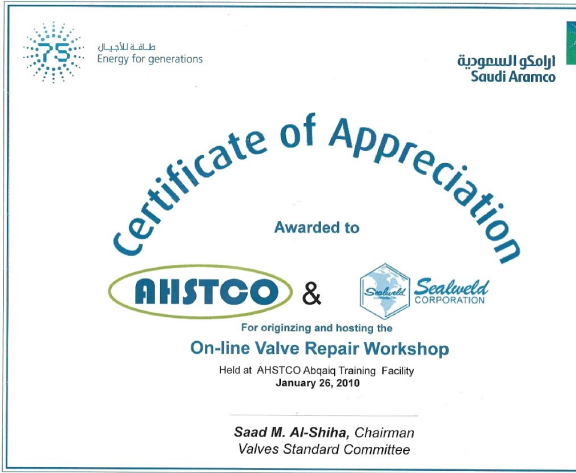 75
طاقة للأجيال
Energy for generations
ارامكو السعودية
Saudi Aramco
Certificate of Appreciation
Awarded to
AHSTCO & Sealweld Sealweld
CORPORATION
For originzing and hosting the
On-line Valve Repair Workshop
Held at AHSTCO Abqaiq Training Facility
January 26, 2010
Saad M. Al-Shiha, Chairman
Valves Standard Committee